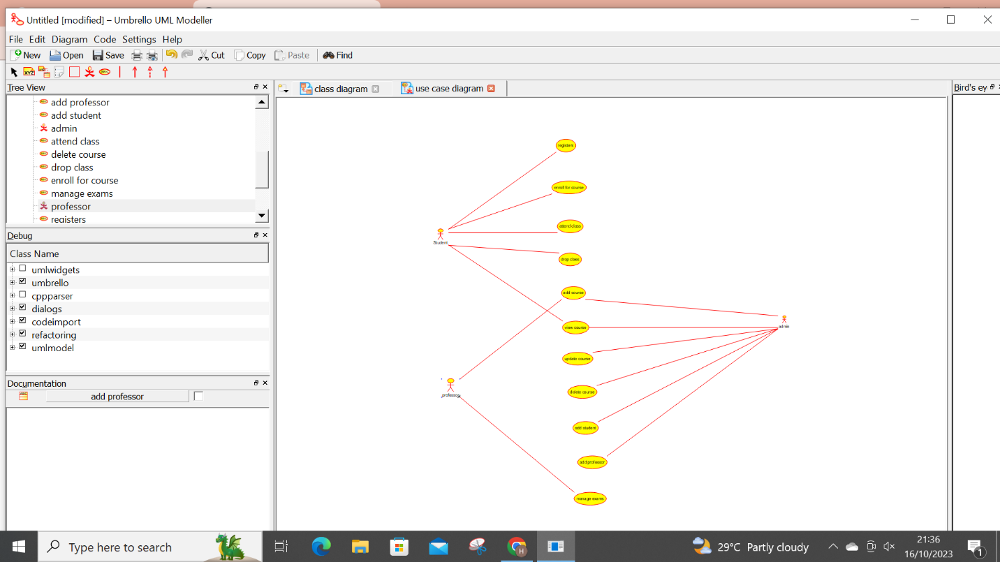 Untitled [modified] – Umbrello UML Modeller
File Edit Diagram Code Settings Help
New Open Save Cut Copy Paste Find
Tree View
class diagram
use case diagram
Bird's ey
add professor
add student
admin
attend class
delete course
drop class
enroll for course
manage exams
professor
registers
Debug
Class Name
umlwidgets
umbrello
cppparser
dialogs
codeimport
refactoring
umlmodel
Documentation
add professor
registers
enroll for course
attend class
Student
drop class
add course
admin
view course
update course
professor
delete course
add student
add professor
manage exams
Type here to search
29°C Partly cloudy
21:36
16/10/2023
1